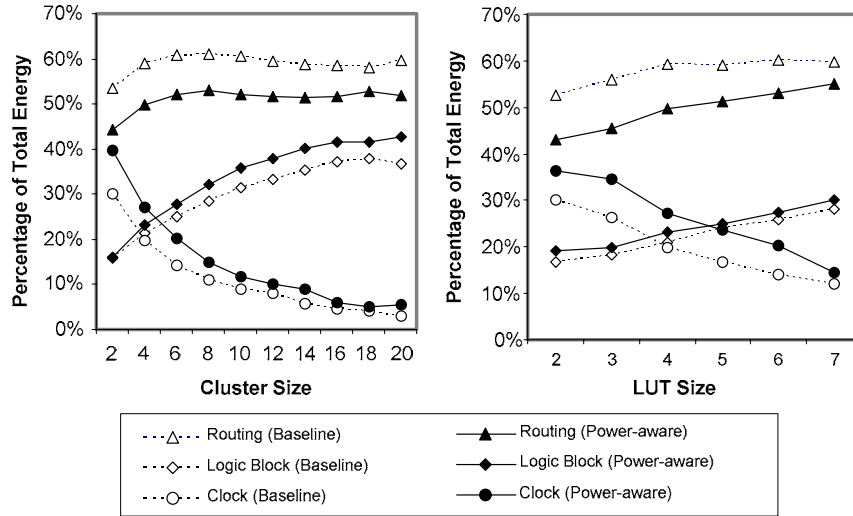 70%
60%
50%
40%
30%
20%
10%
0%
Percentage of Total Energy
2 4 6 8 10 12 14 16 18 20
Cluster Size
70%
60%
50%
40%
30%
20%
10%
0%
Percentage of Total Energy
2 3 4 5 6 7
LUT Size
Routing (Baseline)
Logic Block (Baseline)
Clock (Baseline)
Routing (Power-aware)
Logic Block (Power-aware)
Clock (Power-aware)